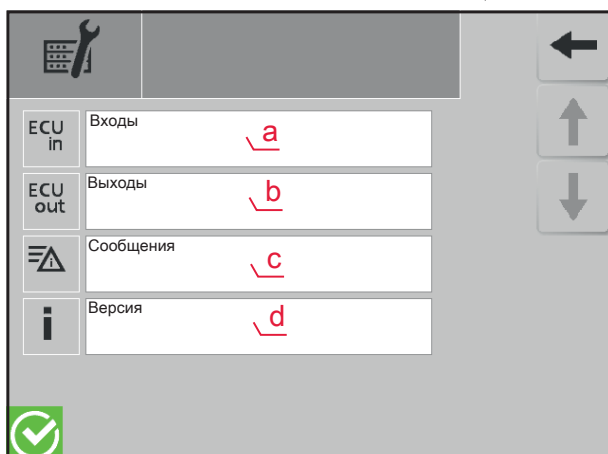 ECU
in
Входы
a
ECU
out
Выходы
b
Сообщения
c
i
Версия
d